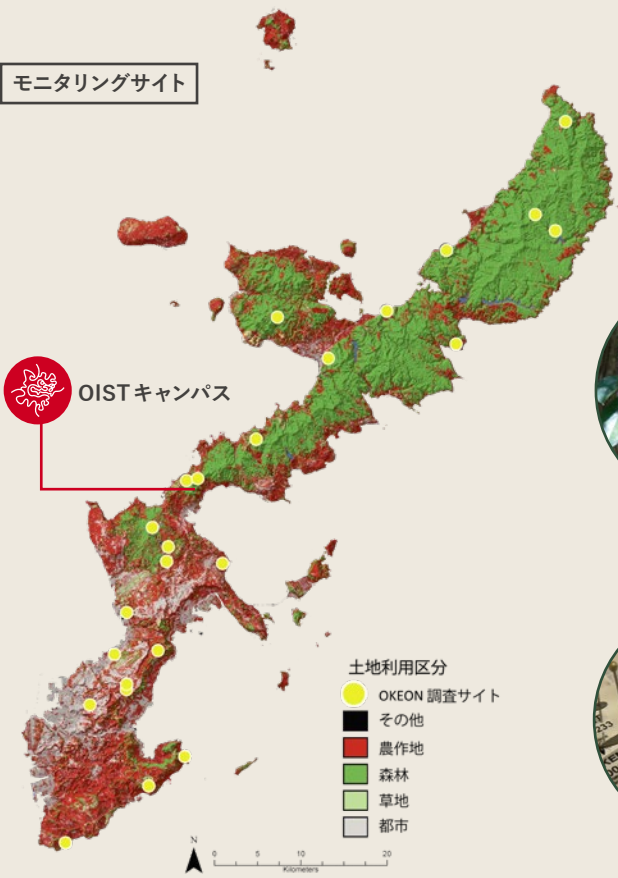 モニタリングサイト
OISTキャンパス
土地利用区分
OKEON 調査サイト
その他
農作地
森林
草地
都市
N
0 5 10 20
Kilometers
233